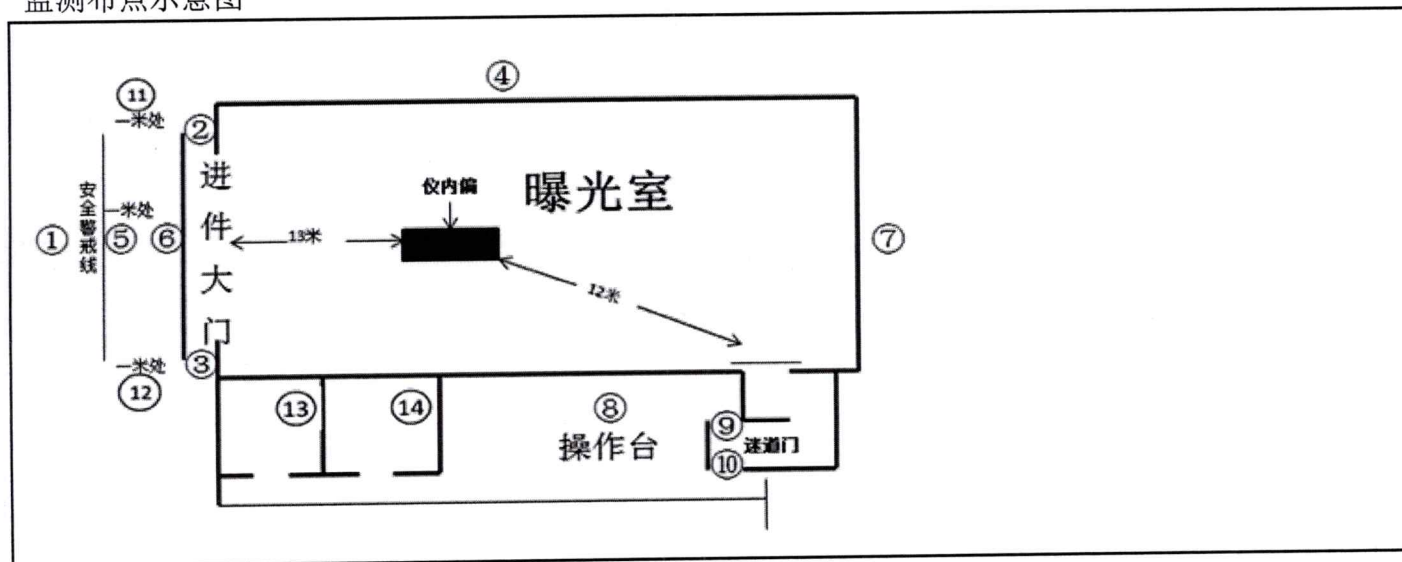 监测布点示意图
④
⑪
一米处
②
进件大门
仪内偏
曝光室
安全警戒线
一米处
①
⑤
⑥
13米
⑦
12米
一米处
③
⑫
⑬
⑭
⑧
操作台
⑨
迷道门
⑩